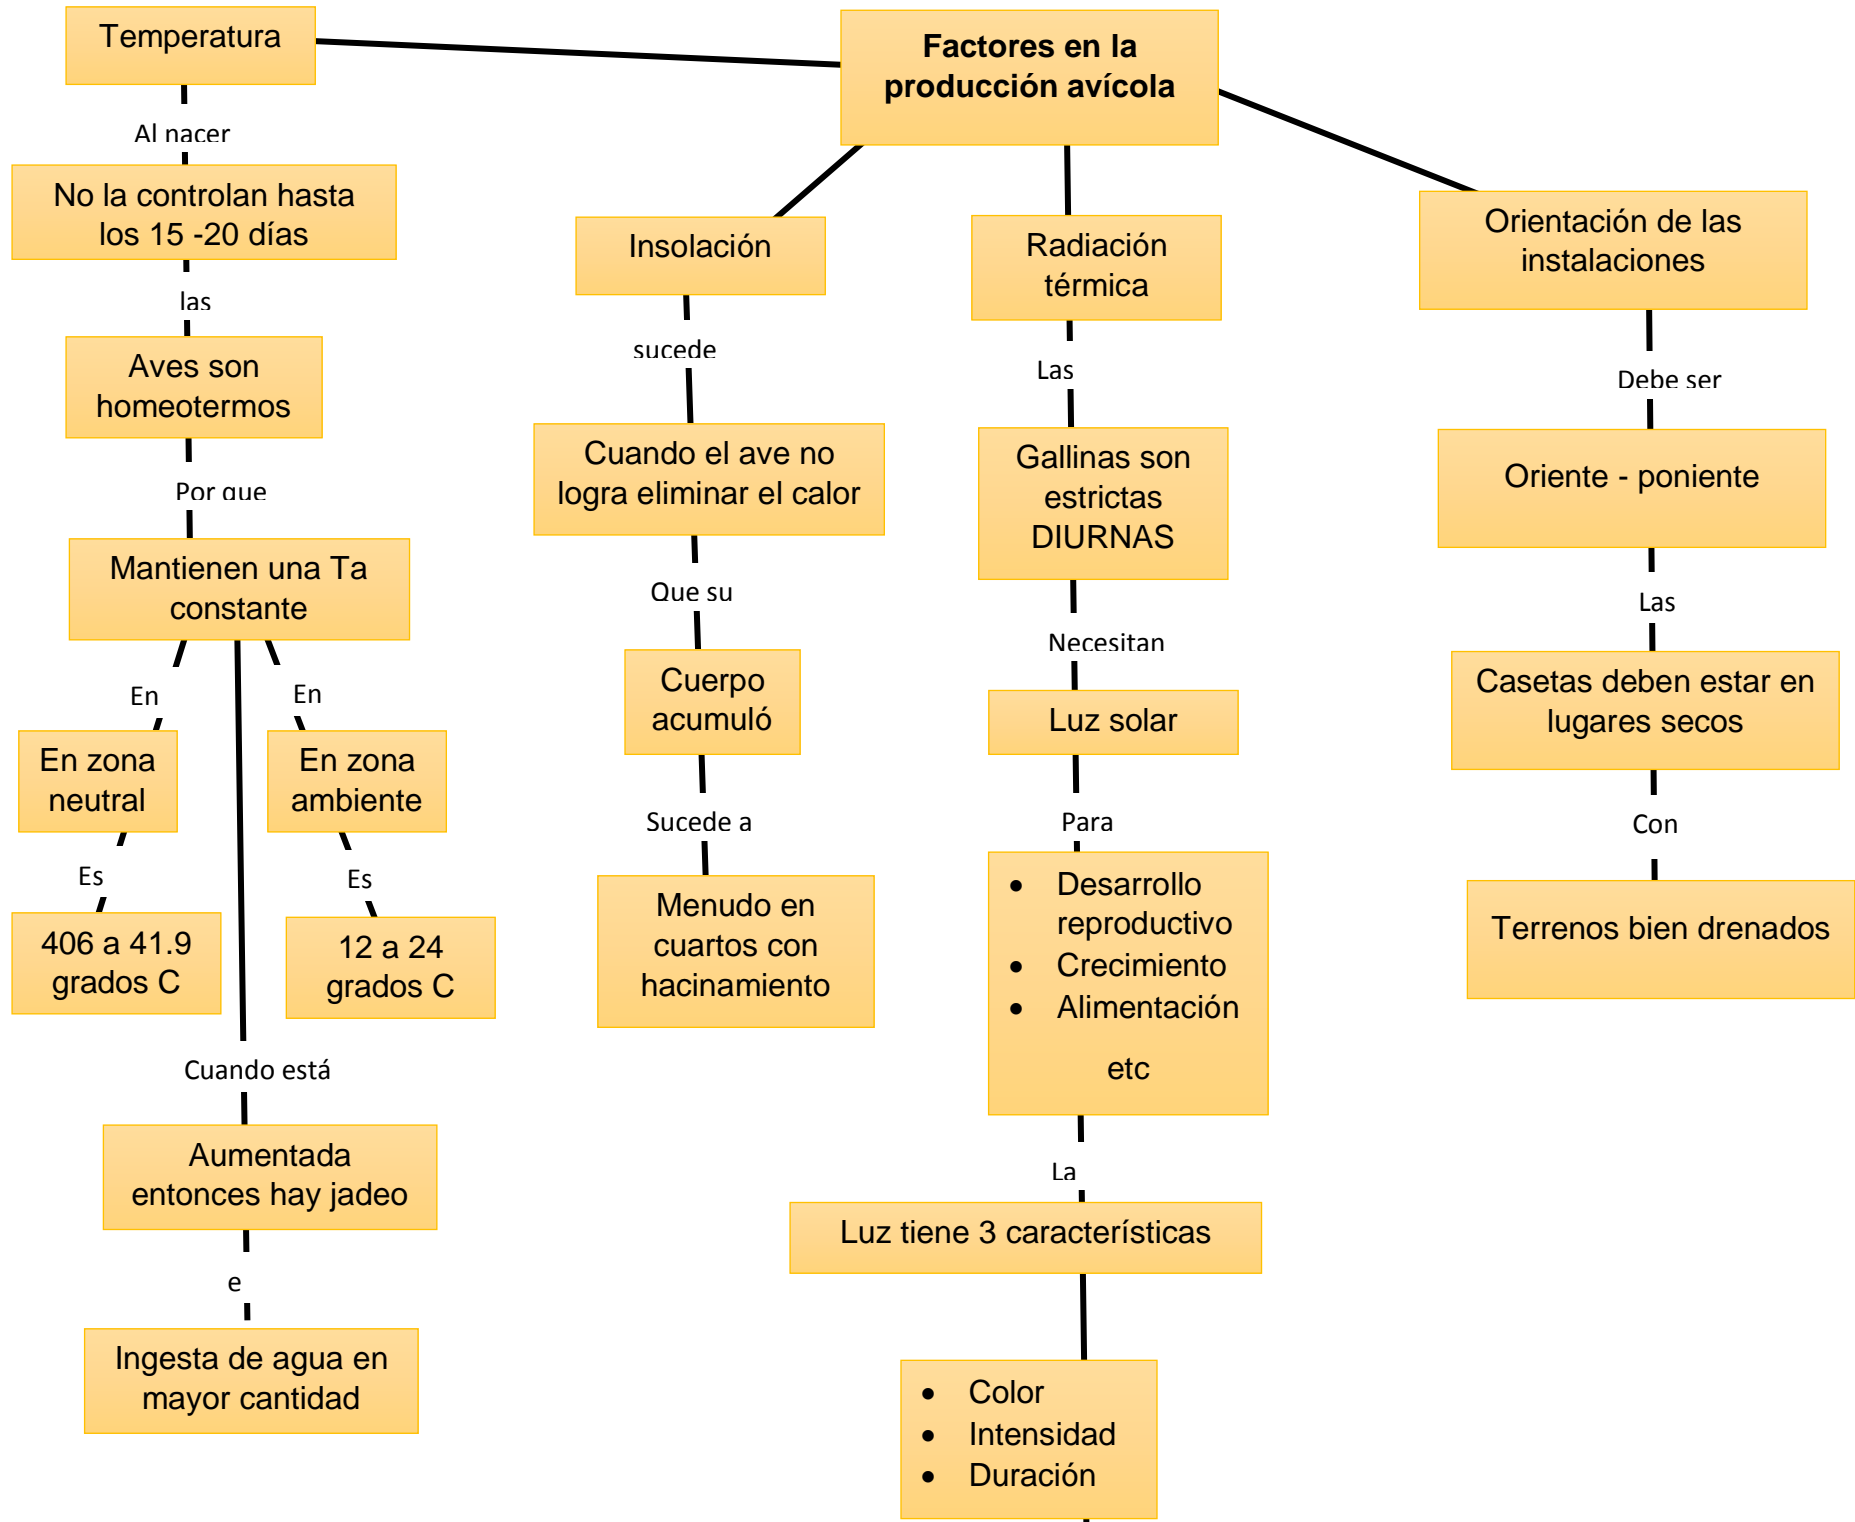 Factores en la
producción avícola
Temperatura
Al nacer
No la controlan hasta
los 15 -20 días
las
Aves son
homeotermos
Por que
Mantienen una Ta
constante
En
En zona
neutral
Es
406 a 41.9
grados C
En
En zona
ambiente
Es
12 a 24
grados C
Cuando está
Aumentada
entonces hay jadeo
e
Ingesta de agua en
mayor cantidad
Insolación
sucede
Cuando el ave no
logra eliminar el calor
Que su
Cuerpo
acumuló
Sucede a
Menudo en
cuartos con
hacinamiento
Radiación
térmica
Las
Gallinas son
estrictas
DIURNAS
Necesitan
Luz solar
Para
• Desarrollo
reproductivo
• Crecimiento
• Alimentación
etc
La
Luz tiene 3 características
• Color
• Intensidad
• Duración
Orientación de las
instalaciones
Debe ser
Oriente - poniente
Las
Casetas deben estar en
lugares secos
Con
Terrenos bien drenados